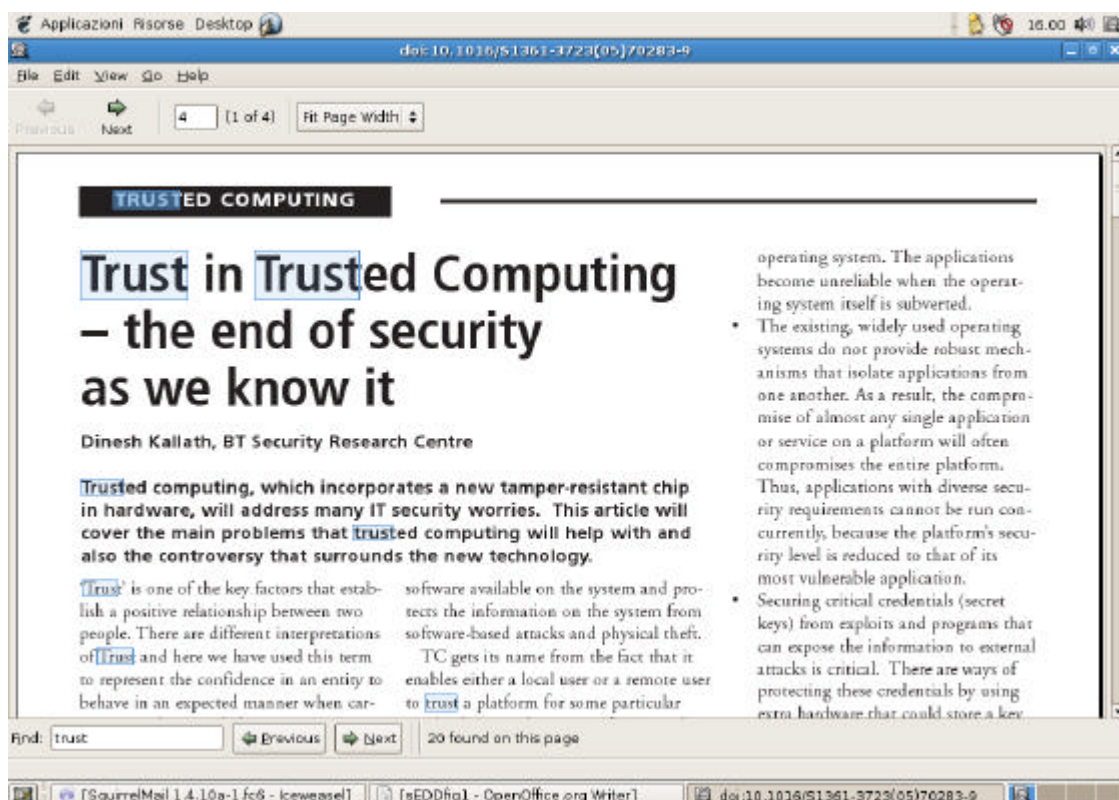 Applicazioni Risorse Desktop
16.00
doi:10.1016/S1361-3723(05)70283-9
File Edit View Go Help
Previous Next 4 (1 of 4) Fit Page Width
TRUSTED COMPUTING
Trust in Trusted Computing
– the end of security
as we know it
Dinesh Kallath, BT Security Research Centre
Trusted computing, which incorporates a new tamper-resistant chip
in hardware, will address many IT security worries. This article will
cover the main problems that trusted computing will help with and
also the controversy that surrounds the new technology.
'Trust' is one of the key factors that estab-
lish a positive relationship between two
people. There are different interpretations
of Trust and here we have used this term
to represent the confidence in an entity to
behave in an expected manner when car-
software available on the system and pro-
tects the information on the system from
software-based attacks and physical theft.
TC gets its name from the fact that it
enables either a local user or a remote user
to trust a platform for some particular
operating system. The applications
become unreliable when the operat-
ing system itself is subverted.
• The existing, widely used operating
systems do not provide robust mech-
anisms that isolate applications from
one another. As a result, the compro-
mise of almost any single application
or service on a platform will often
compromises the entire platform.
Thus, applications with diverse secu-
rity requirements cannot be run con-
currently, because the platform's secu-
rity level is reduced to that of its
most vulnerable application.
• Securing critical credentials (secret
keys) from exploits and programs that
can expose the information to external
attacks is critical. There are ways of
protecting these credentials by using
extra hardware that could store a key
Find: trust Previous Next 20 found on this page
[SquirrelMail 1.4.10a-1.fc6 - Iceweasel] [sEDDfig1 - OpenOffice.org Writer] doi:10.1016/S1361-3723(05)70283-9